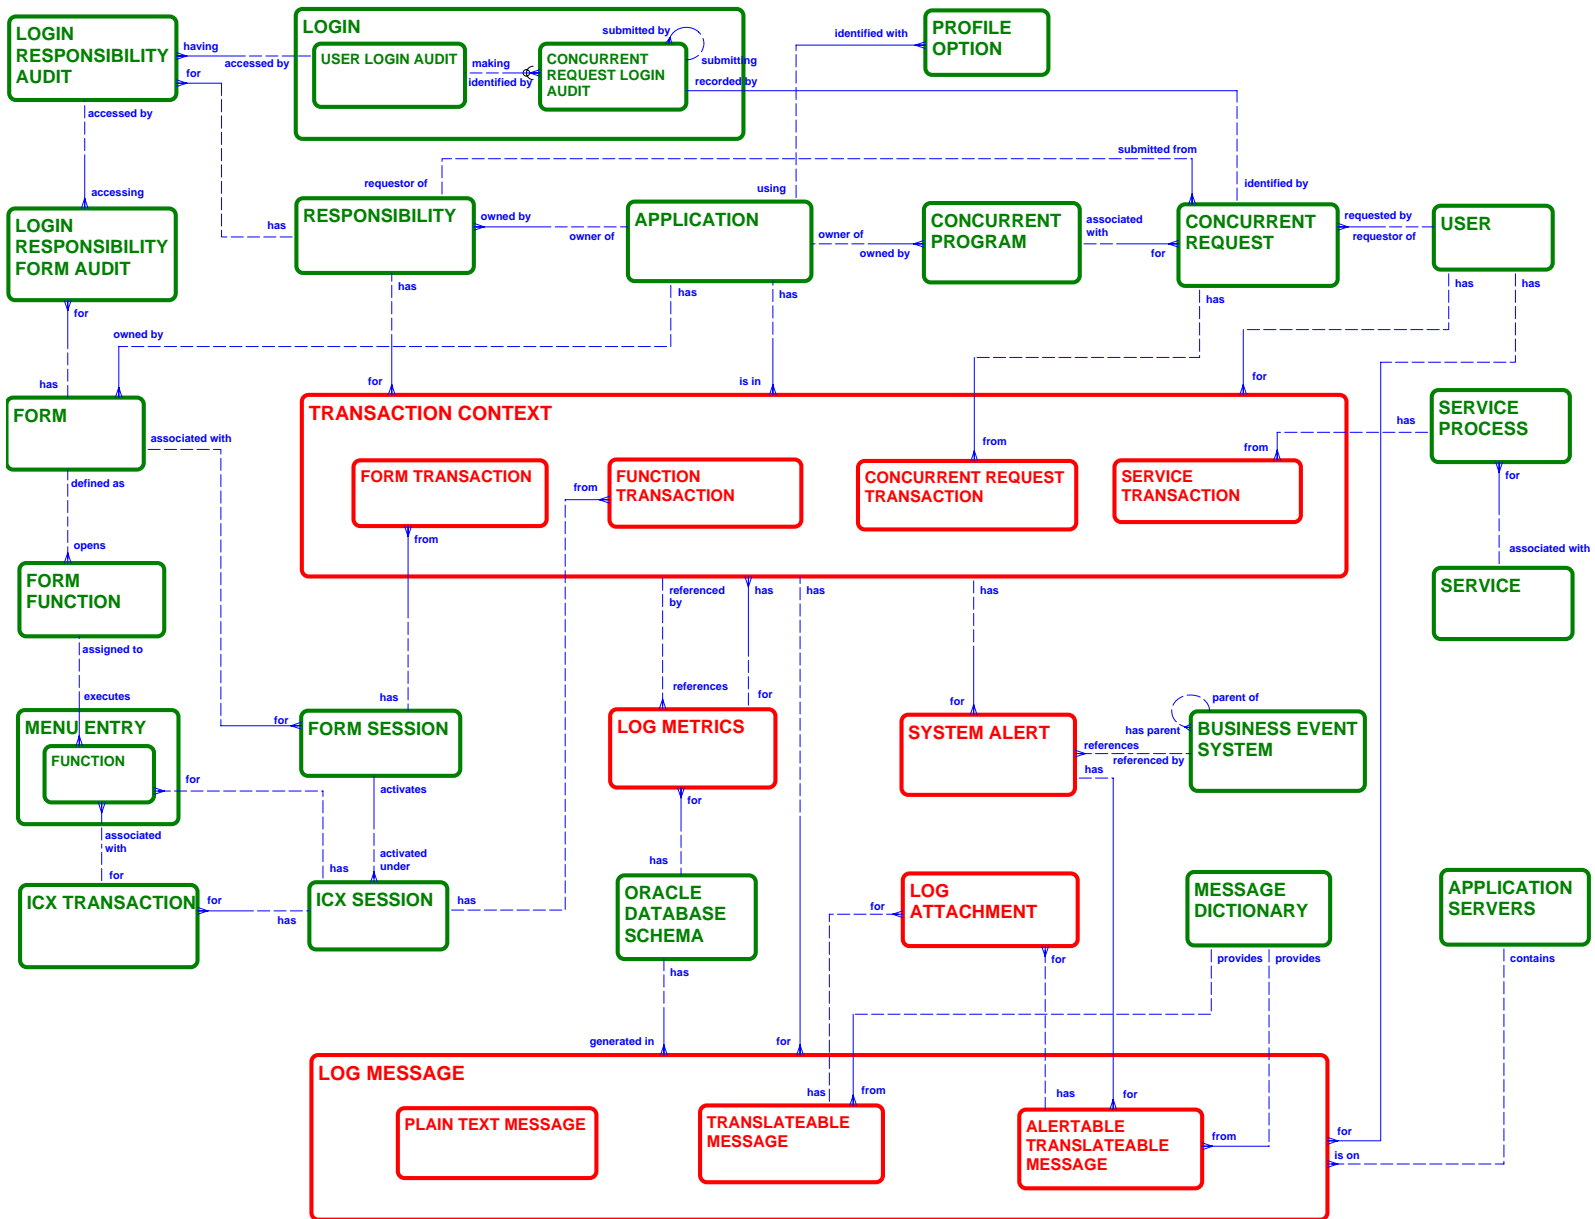 LOGIN
RESPONSIBILITY
AUDIT
having
accessed by
for
LOGIN
USER LOGIN AUDIT
making
identified by
CONCURRENT
REQUEST LOGIN
AUDIT
submitted by
submitting
recorded by
identified with
PROFILE
OPTION
accessed by
accessing
requestor of
submitted from
using
identified by
LOGIN
RESPONSIBILITY
FORM AUDIT
has
RESPONSIBILITY
owned by
owner of
APPLICATION
owner of
owned by
CONCURRENT
PROGRAM
associated
with
for
CONCURRENT
REQUEST
requested by
requestor of
USER
for
has
has
has
has
has
has
owned by
has
for
is in
for
FORM
associated with
defined as
TRANSACTION CONTEXT
from
from
FORM TRANSACTION
from
FUNCTION
TRANSACTION
CONCURRENT REQUEST
TRANSACTION
SERVICE
TRANSACTION
has
SERVICE
PROCESS
for
associated with
SERVICE
opens
from
FORM
FUNCTION
referenced
by
has
has
has
assigned to
executes
has
references
for
for
MENU ENTRY
FUNCTION
for
for
FORM SESSION
LOG METRICS
SYSTEM ALERT
parent of
has parent
references
referenced by
BUSINESS EVENT
SYSTEM
has
activates
for
associated
with
for
has
activated
under
has
ICX TRANSACTION
for
has
ICX SESSION
has
ORACLE
DATABASE
SCHEMA
for
LOG
ATTACHMENT
MESSAGE
DICTIONARY
APPLICATION
SERVERS
has
for
provides
provides
contains
generated in
for
LOG MESSAGE
has
from
has
for
PLAIN TEXT MESSAGE
TRANSLATEABLE
MESSAGE
ALERTABLE
TRANSLATEABLE
MESSAGE
from
for
is on